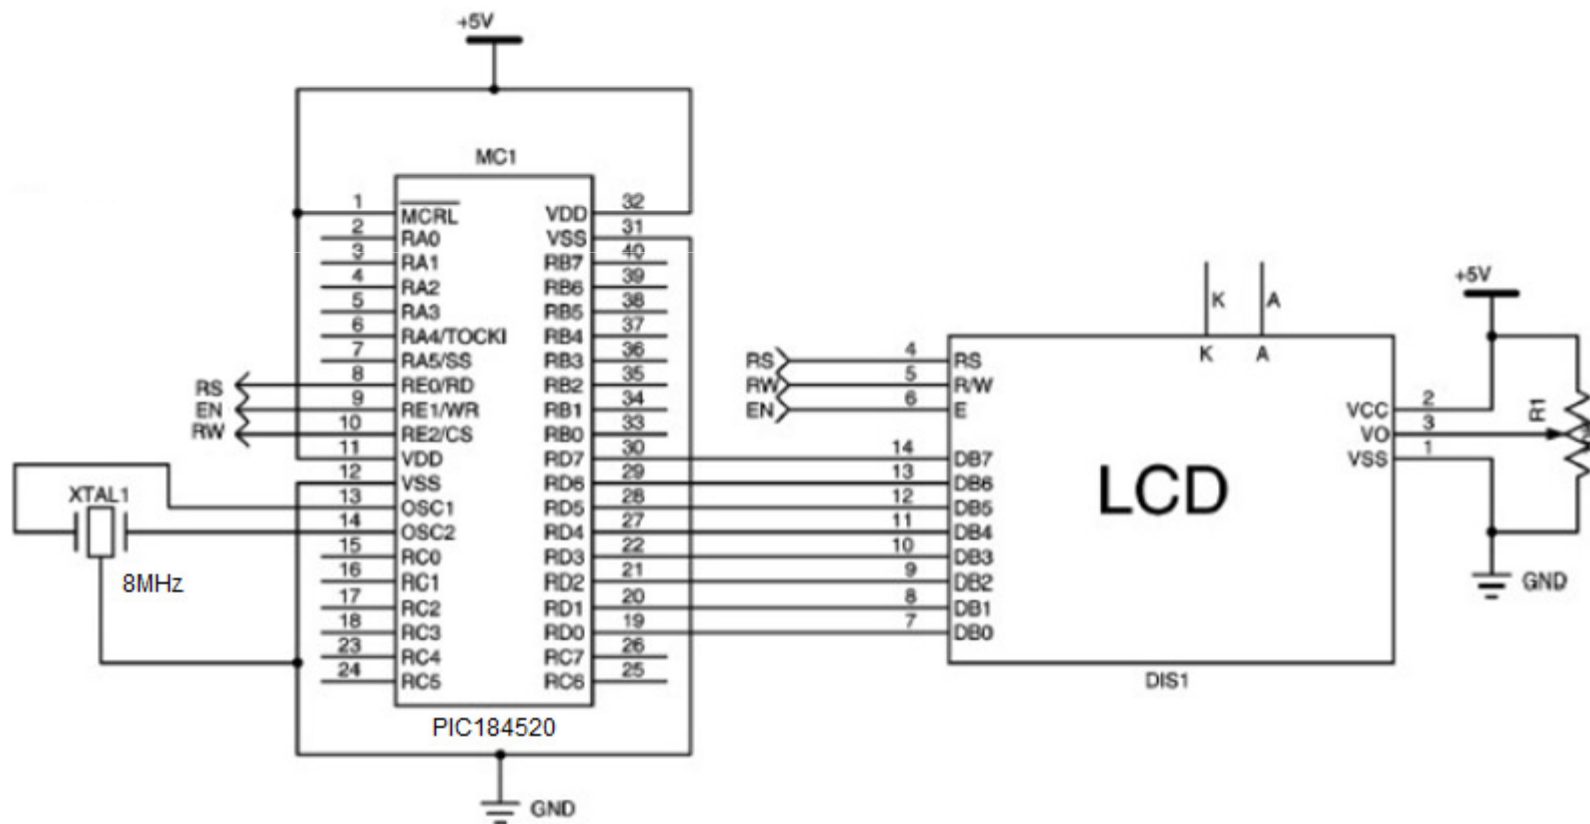 +5V
MC1
1 MCRL VDD 32
2 RA0 VSS 31
3 RA1 RB7 40
4 RA2 RB6 39
5 RA3 RB5 38
6 RA4/TOCKI RB4 37
7 RA5/SS RB3 36
RS 8 RE0/RD RB2 35
EN 9 RE1/WR RB1 34
RW 10 RE2/CS RB0 33
11 VDD RD7 30
12 VSS RD6 29
13 OSC1 RD5 28
14 OSC2 RD4 27
15 RC0 RD3 22
16 RC1 RD2 21
17 RC2 RD1 20
18 RC3 RD0 19
23 RC4 RC7 26
24 RC5 RC6 25
PIC184520
XTAL1
8MHz
GND
K A
K A
RS 4 RS
RW 5 R/W
EN 6 E
14 DB7
13 DB6
12 DB5
11 DB4
10 DB3
9 DB2
8 DB1
7 DB0
LCD
DIS1
+5V
VCC 2
VO 3
VSS 1
R1
GND